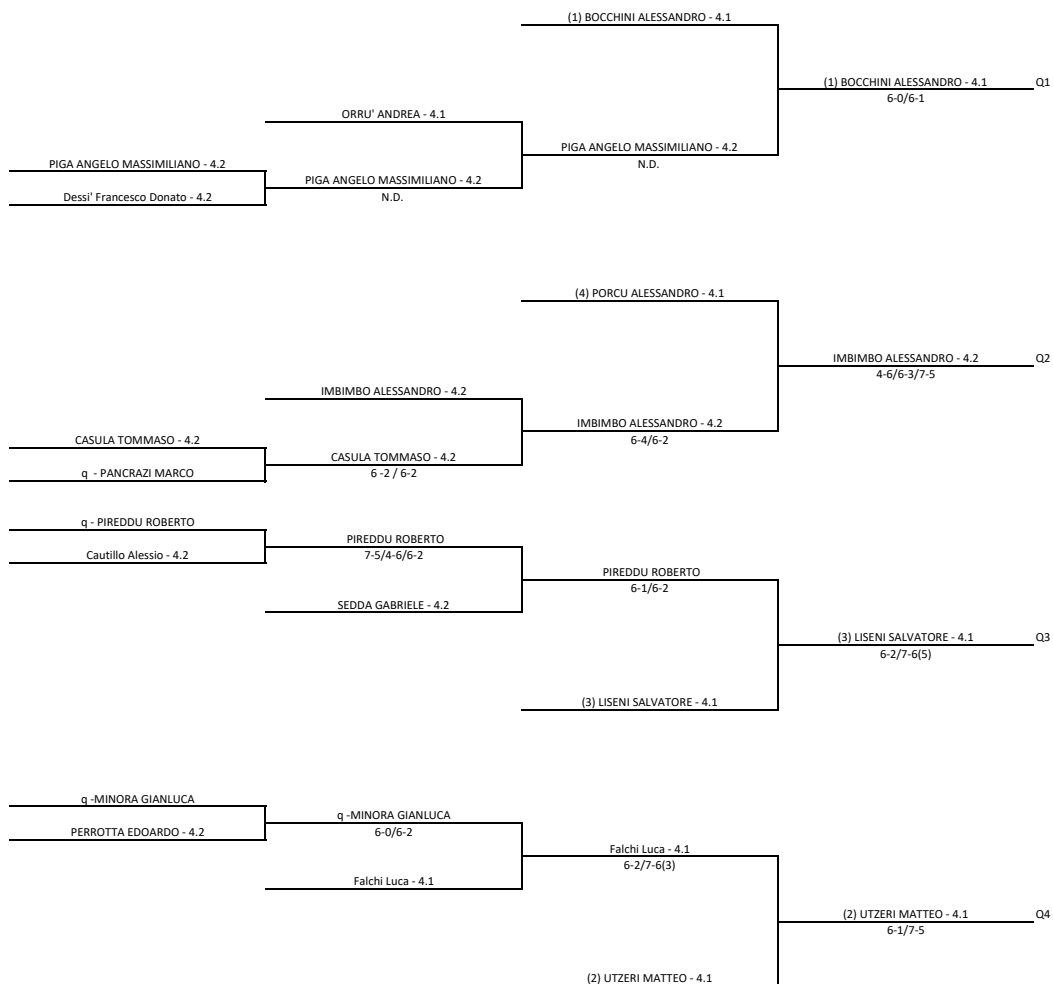 (1) BOCCHINI ALESSANDRO - 4.1
(1) BOCCHINI ALESSANDRO - 4.1 Q1
6-0/6-1
ORRU' ANDREA - 4.1
PIGA ANGELO MASSIMILIANO - 4.2
N.D.
PIGA ANGELO MASSIMILIANO - 4.2
PIGA ANGELO MASSIMILIANO - 4.2
N.D.
Dessi' Francesco Donato - 4.2
(4) PORCU ALESSANDRO - 4.1
IMBIMBO ALESSANDRO - 4.2 Q2
4-6/6-3/7-5
IMBIMBO ALESSANDRO - 4.2
IMBIMBO ALESSANDRO - 4.2
6-4/6-2
CASULA TOMMASO - 4.2
CASULA TOMMASO - 4.2
6 -2 / 6-2
q - PANCRAZI MARCO
q - PIREDDU ROBERTO
PIREDDU ROBERTO
7-5/4-6/6-2
Cautillo Alessio - 4.2
PIREDDU ROBERTO
6-1/6-2
SEDDA GABRIELE - 4.2
(3) LISENI SALVATORE - 4.1 Q3
6-2/7-6(5)
(3) LISENI SALVATORE - 4.1
q -MINORA GIANLUCA
q -MINORA GIANLUCA
6-0/6-2
PERROTTA EDOARDO - 4.2
Falchi Luca - 4.1
6-2/7-6(3)
Falchi Luca - 4.1
(2) UTZERI MATTEO - 4.1 Q4
6-1/7-5
(2) UTZERI MATTEO - 4.1